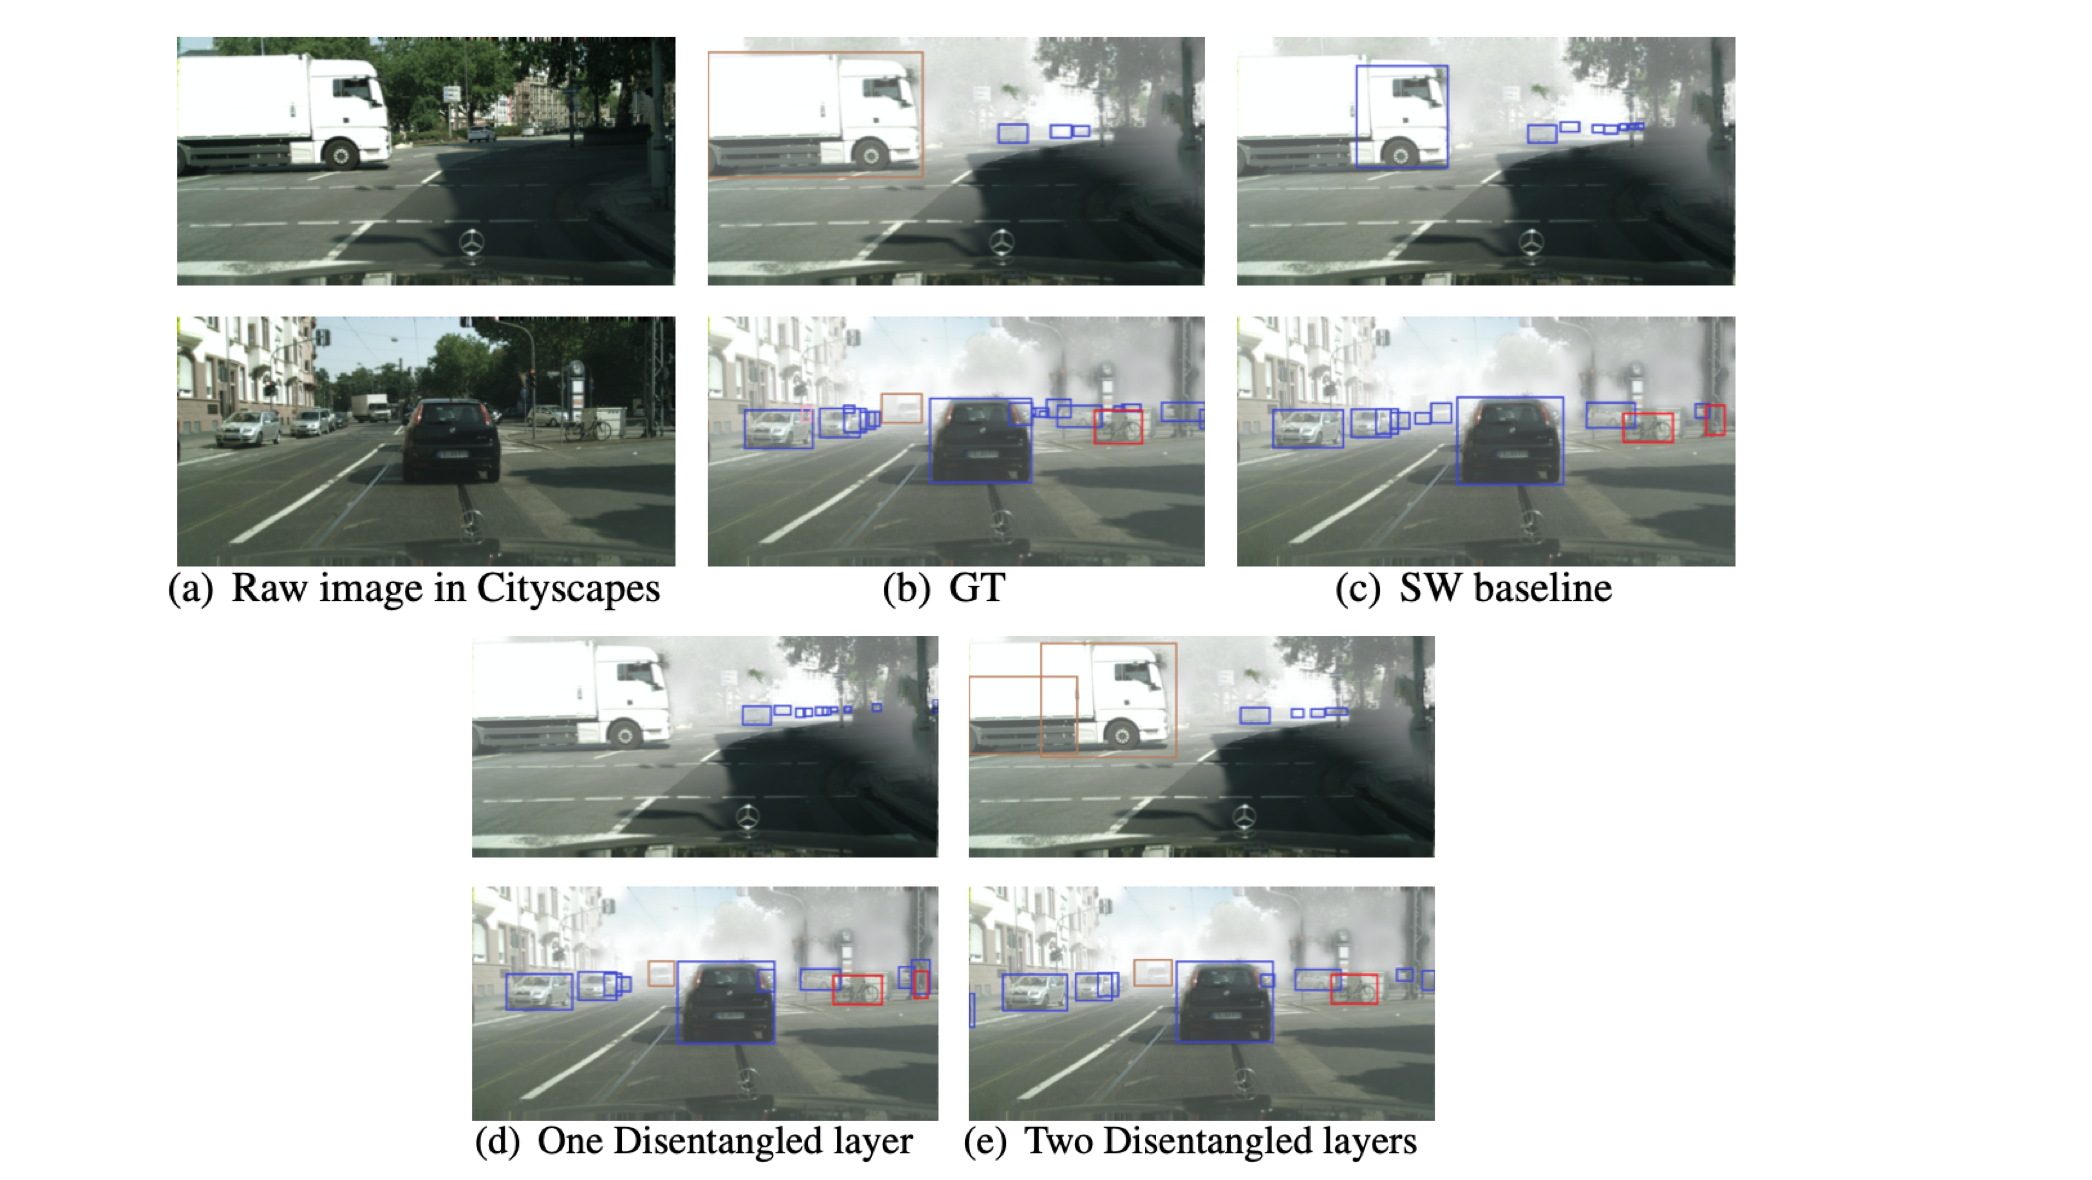 (a) Raw image in Cityscapes
(b) GT
(c) SW baseline
(d) One Disentangled layer
(e) Two Disentangled layers